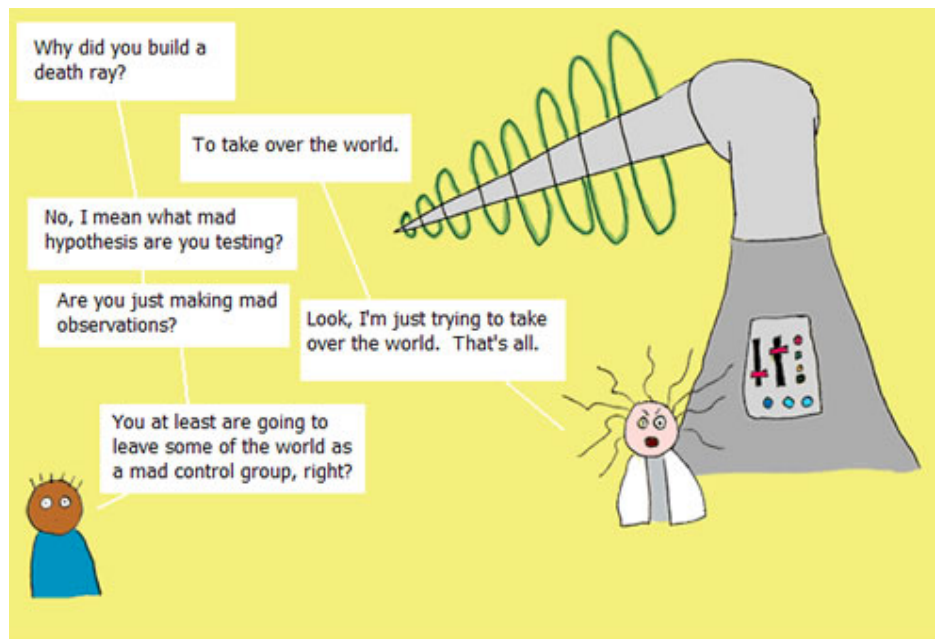 Why did you build a
death ray?
To take over the world.
No, I mean what mad
hypothesis are you testing?
Are you just making mad
observations?
Look, I'm just trying to take
over the world.  That's all.
You at least are going to
leave some of the world as
a mad control group, right?